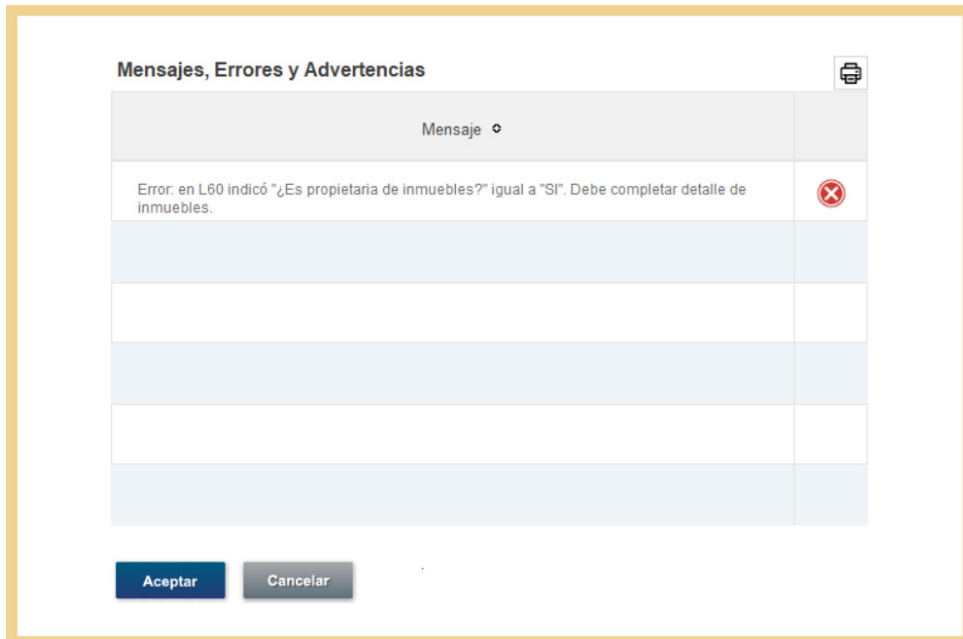 Mensajes, Errores y Advertencias
Mensaje
Error: en L60 indicó "¿Es propietaria de inmuebles?" igual a "SI". Debe completar detalle de
inmuebles.
Aceptar
Cancelar